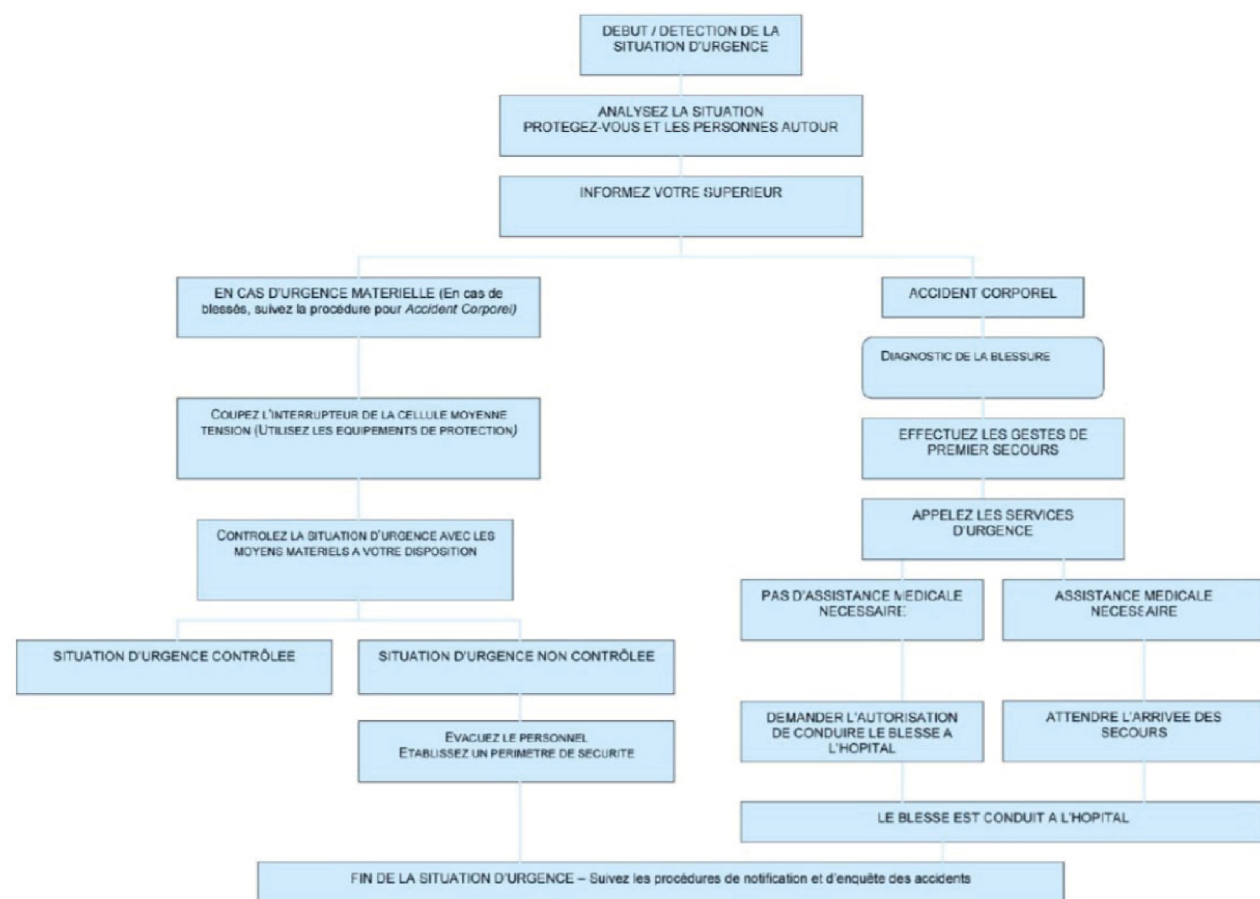 DEBUT / DETECTION DE LA
SITUATION D'URGENCE
ANALYSEZ LA SITUATION
PROTEGEZ-VOUS ET LES PERSONNES AUTOUR
INFORMEZ VOTRE SUPERIEUR
EN CAS D'URGENCE MATERIELLE (En cas de
blessés, suivez la procédure pour Accident Corporel)
COUPEZ L'INTERRUPTEUR DE LA CELLULE MOYENNE
TENSION (UTILISEZ LES EQUIPEMENTS DE PROTECTION)
CONTROLEZ LA SITUATION D'URGENCE AVEC LES
MOYENS MATERIELS A VOTRE DISPOSITION
SITUATION D'URGENCE CONTRÔLEE
SITUATION D'URGENCE NON CONTRÔLEE
EVACUEZ LE PERSONNEL
ETABLISSEZ UN PERIMETRE DE SECURITE
ACCIDENT CORPOREL
DIAGNOSTIC DE LA BLESSURE
EFFECTUEZ LES GESTES DE
PREMIER SECOURS
APPELEZ LES SERVICES
D'URGENCE
PAS D'ASSISTANCE MEDICALE
NECESSAIRE
ASSISTANCE MEDICALE
NECESSAIRE
DEMANDER L'AUTORISATION
DE CONDUIRE LE BLESSE A
L'HOPITAL
ATTENDRE L'ARRIVEE DES
SECOURS
LE BLESSE EST CONDUIT A L'HOPITAL
FIN DE LA SITUATION D'URGENCE – Suivez les procédures de notification et d'enquête des accidents